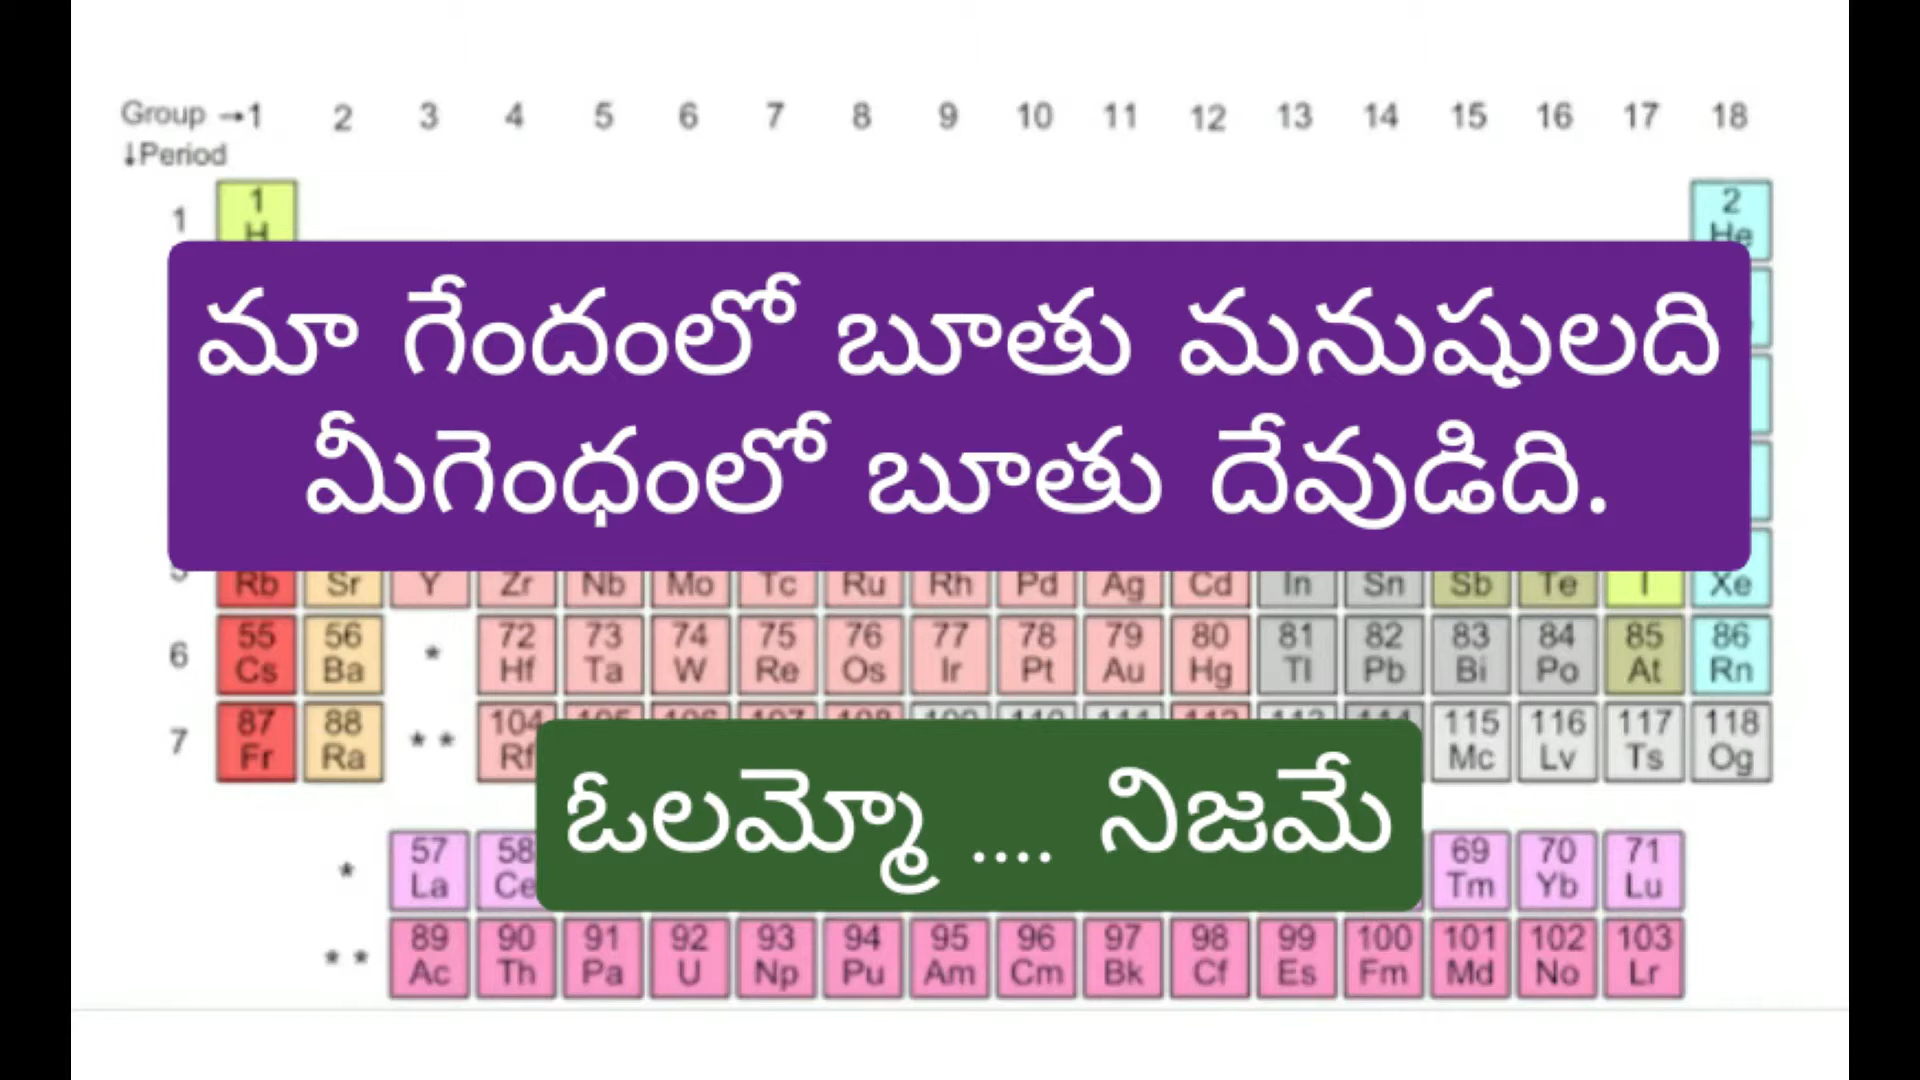 Group →1 2 3 4 5 6 7 8 9 10 11 12 13 14 15 16 17 18
↓Period
1 1 2
H He
మా గేందంలో బూతు మనుషులది
మీగెంధంలో బూతు దేవుడిది.
Rb Sr Y Zr Nb Mo Tc Ru Rh Pd Ag Cd In Sn Sb Te I Xe
6 55 56 * 72 73 74 75 76 77 78 79 80 81 82 83 84 85 86
Cs Ba Hf Ta W Re Os Ir Pt Au Hg Tl Pb Bi Po At Rn
7 87 88 ** 104 115 116 117 118
Fr Ra Rf Mc Lv Ts Og
ఓలమ్మో .... నిజమే
* 57 58 69 70 71
La Ce Tm Yb Lu
** 89 90 91 92 93 94 95 96 97 98 99 100 101 102 103
Ac Th Pa U Np Pu Am Cm Bk Cf Es Fm Md No Lr